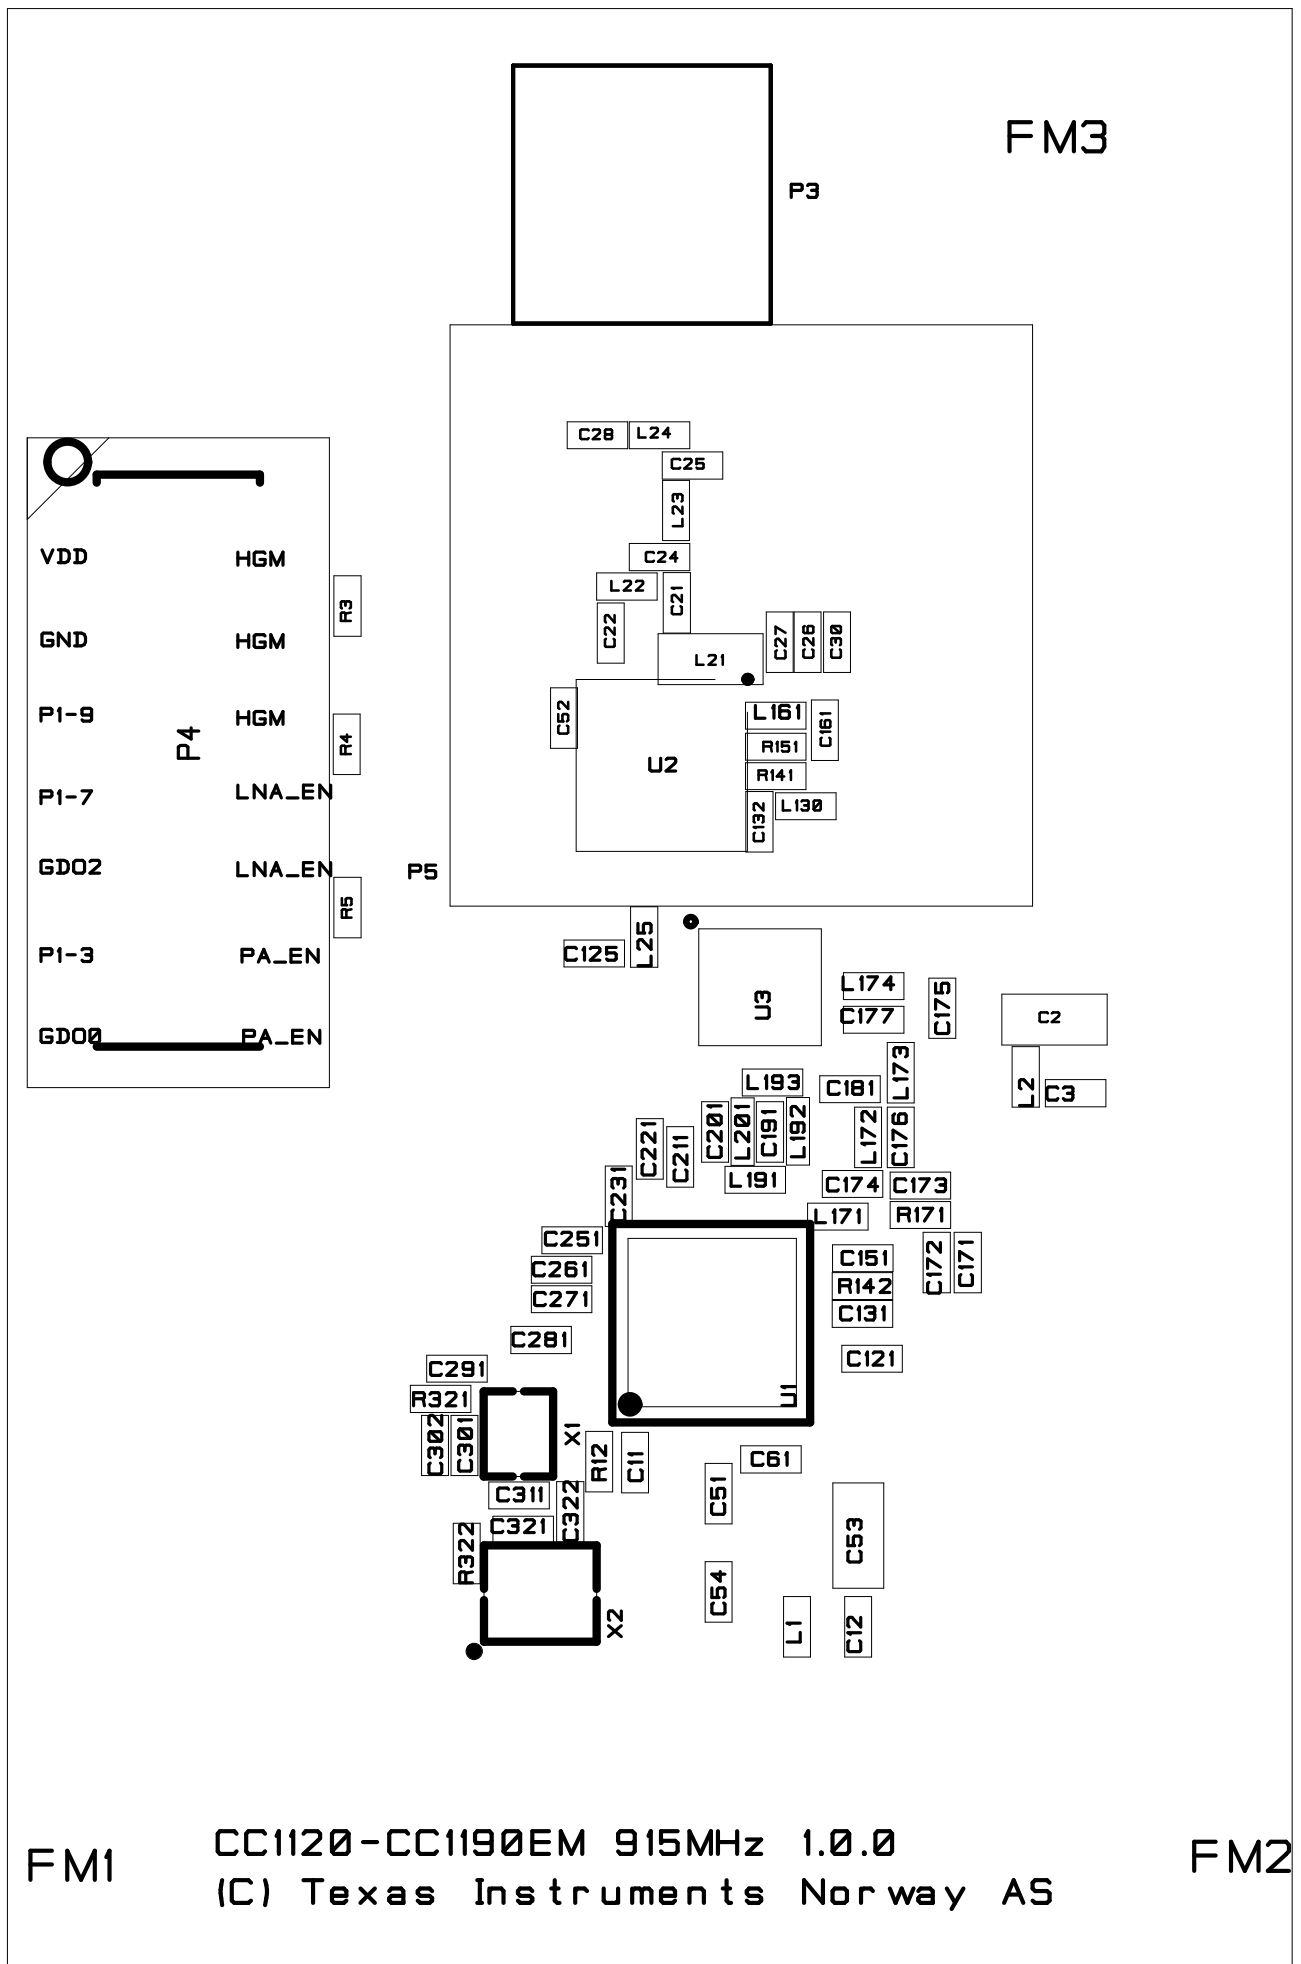 FM3
P3
C28 L24
C25
L23
VDD HGM
C24
R3
L22
C21
GND HGM
C22
C27 C26 C30
L21
P1-9 HGM
C52
L161
C161
P4
R4
R151
U2
R141
P1-7 LNA_EN
L130
C132
GDO2 LNA_EN
P5
R5
P1-3 PA_EN
C125
L25
L174
U3
C175
C177
C2
GDO0 PA_EN
L173
L193
C181
L2
C3
C221
C211
C201
L201
C191
L192
L172
C176
L191
C174
C173
C231
L171
R171
C251
C151
C172
C171
C261
R142
C271
C131
C281
C121
C291
R321
U1
C302
C301
X1
R12
C11
C61
C311
C322
C51
C321
R322
C53
C54
X2
L1
C12
CC1120-CC1190EM 915MHz 1.0.0
FM1
FM2
(C) Texas Instruments Norway AS